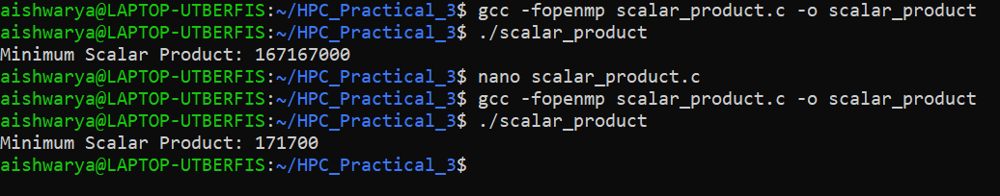 aishwarya@LAPTOP-UTBERFIS:~/HPC_Practical_3$ gcc -fopenmp scalar_product.c -o scalar_product
aishwarya@LAPTOP-UTBERFIS:~/HPC_Practical_3$ ./scalar_product
Minimum Scalar Product: 167167000
aishwarya@LAPTOP-UTBERFIS:~/HPC_Practical_3$ nano scalar_product.c
aishwarya@LAPTOP-UTBERFIS:~/HPC_Practical_3$ gcc -fopenmp scalar_product.c -o scalar_product
aishwarya@LAPTOP-UTBERFIS:~/HPC_Practical_3$ ./scalar_product
Minimum Scalar Product: 171700
aishwarya@LAPTOP-UTBERFIS:~/HPC_Practical_3$